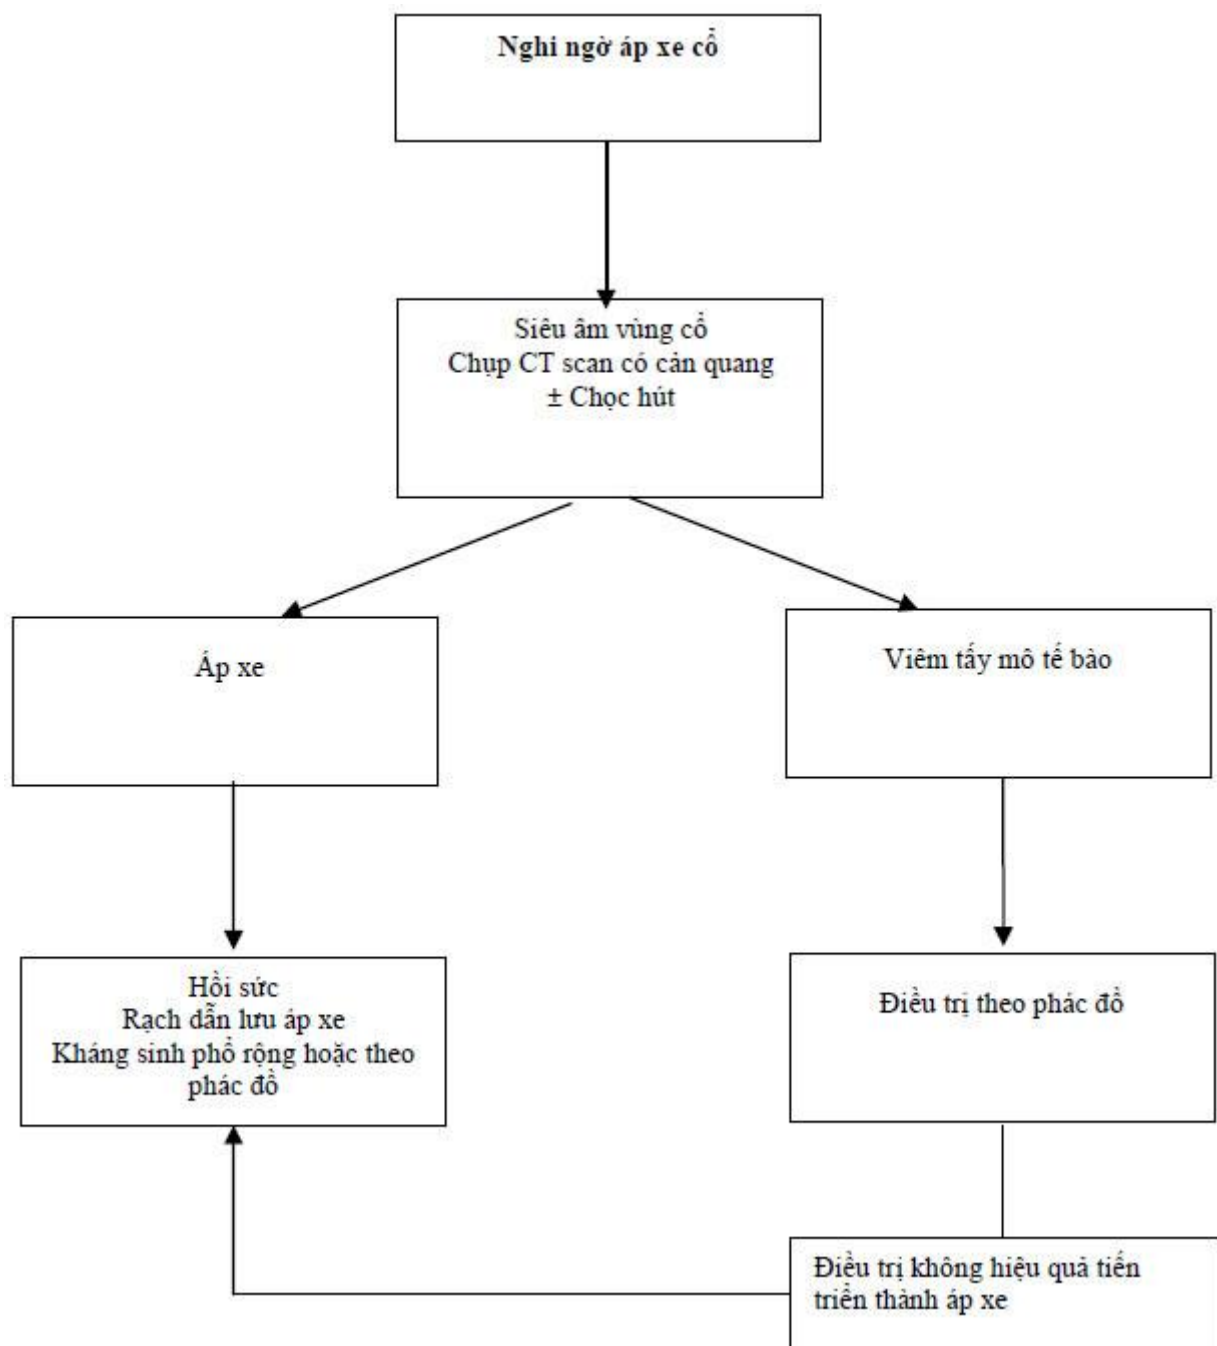 Nghi ngờ áp xe cổ
Siêu âm vùng cổ
Chụp CT scan có cản quang
± Chọc hút
Áp xe
Viêm tấy mô tế bào
Hồi sức
Rạch dẫn lưu áp xe
Kháng sinh phổ rộng hoặc theo
phác đồ
Điều trị theo phác đồ
Điều trị không hiệu quả tiến
triển thành áp xe